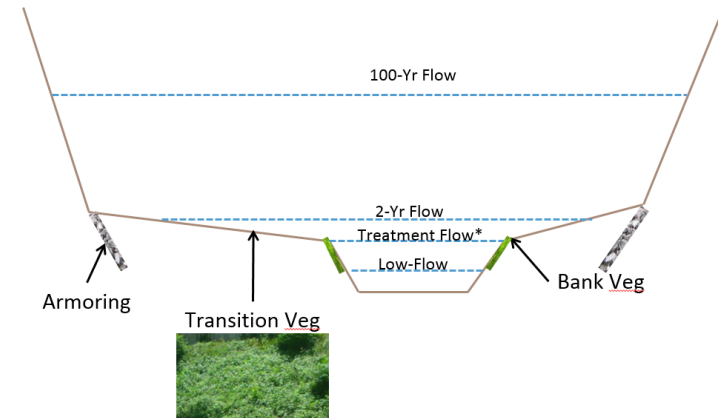 100-Yr Flow
2-Yr Flow
Treatment Flow*
Low-Flow
Bank Veg
Armoring
Transition Veg